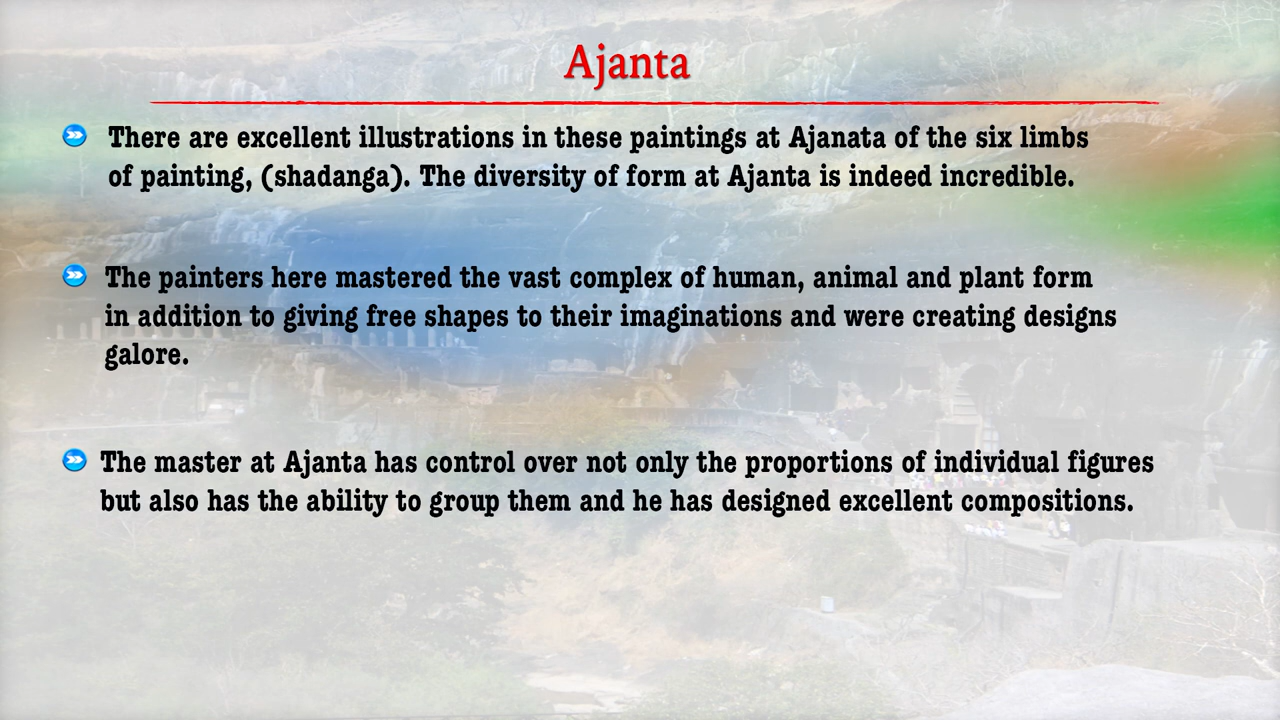 Ajanta
There are excellent illustrations in these paintings at Ajanata of the six limbs
of painting, (shadanga). The diversity of form at Ajanta is indeed incredible.
The painters here mastered the vast complex of human, animal and plant form
in addition to giving free shapes to their imaginations and were creating designs
galore.
The master at Ajanta has control over not only the proportions of individual figures
but also has the ability to group them and he has designed excellent compositions.